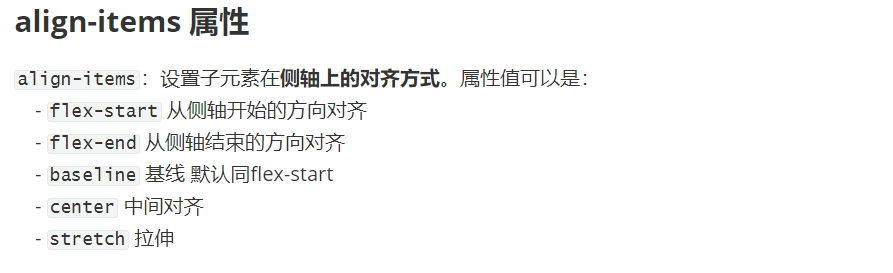 align-items 属性
align-items：设置子元素在侧轴上的对齐方式。属性值可以是：
- flex-start 从侧轴开始的方向对齐
- flex-end 从侧轴结束的方向对齐
- baseline 基线 默认同flex-start
- center 中间对齐
- stretch 拉伸